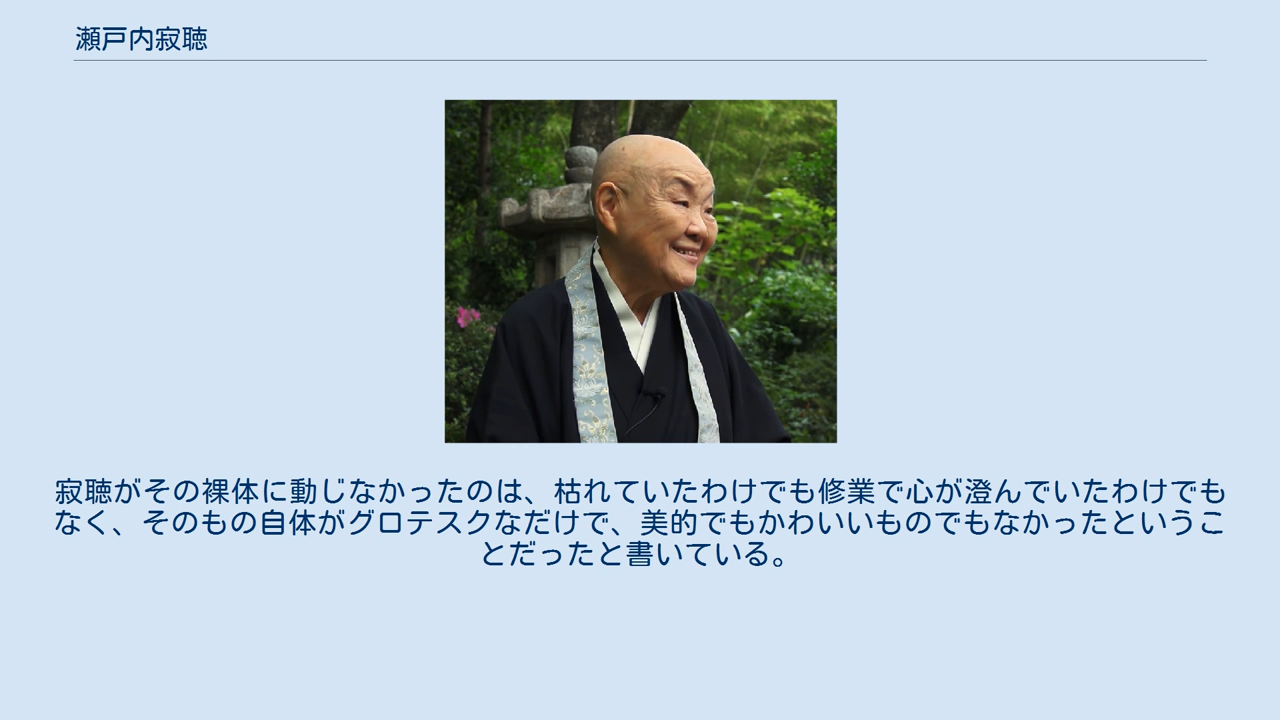 瀬戸内寂聴
寂聴がその裸体に動じなかったのは、枯れていたわけでも修業で心が澄んでいたわけでも
なく、そのもの自体がグロテスクなだけで、美的でもかわいいものでもなかったというこ
とだったと書いている。